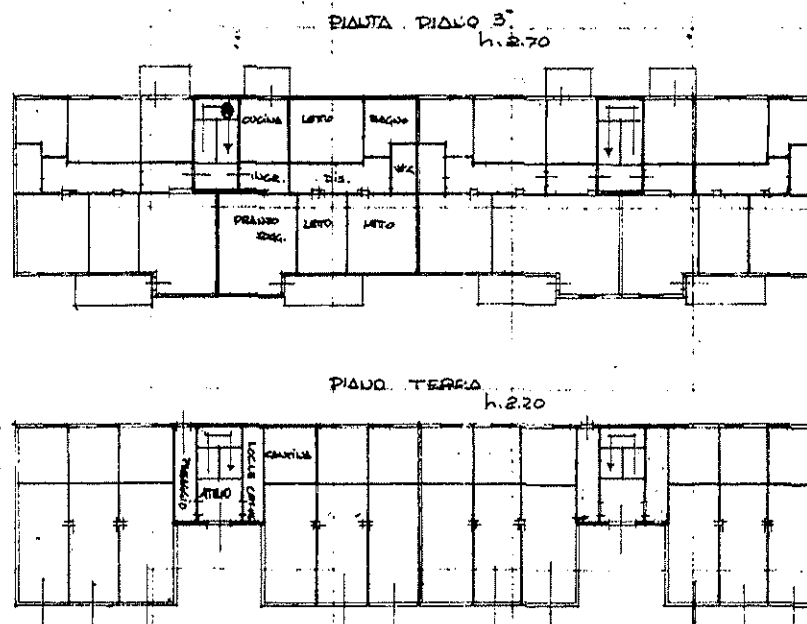 PIANTA PIANO 3°
h. 2.70
CUCINA
LETTO
BAGNO
INGR.
DIS.
W.C.
PRANZO
SOGG.
LETTO
LETTO
PIANO TERRA
h. 2.20
PASSAGGIO
ATRIO
CANTINA